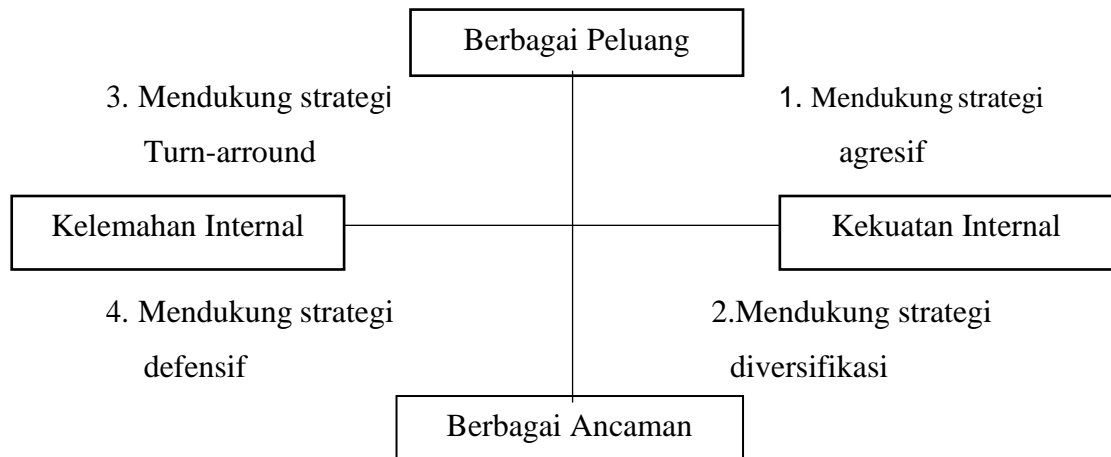 Berbagai Peluang
3. Mendukung strategi
Turn-arround
1. Mendukung strategi
agresif
Kelemahan Internal
Kekuatan Internal
4. Mendukung strategi
defensif
2.Mendukung strategi
diversifikasi
Berbagai Ancaman